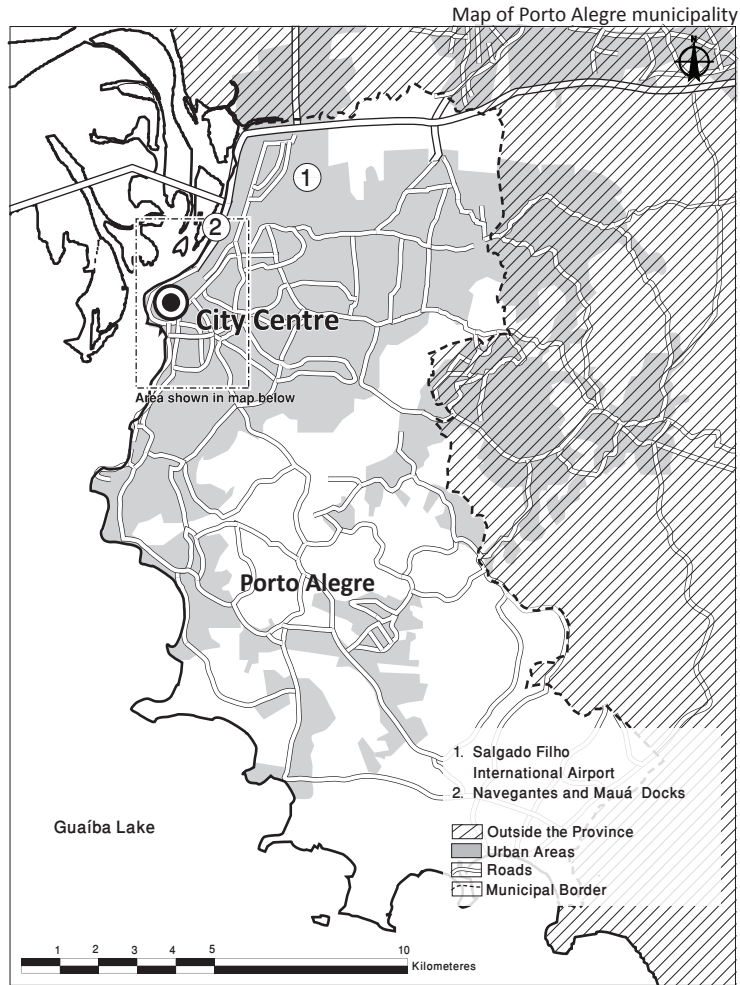 Map of Porto Alegre municipality
N
1
2
City Centre
Area shown in map below
Porto Alegre
1. Salgado Filho
International Airport
2. Navegantes and Mauá Docks
Guaíba Lake
Outside the Province
Urban Areas
Roads
Municipal Border
1 2 3 4 5 10
Kilometeres